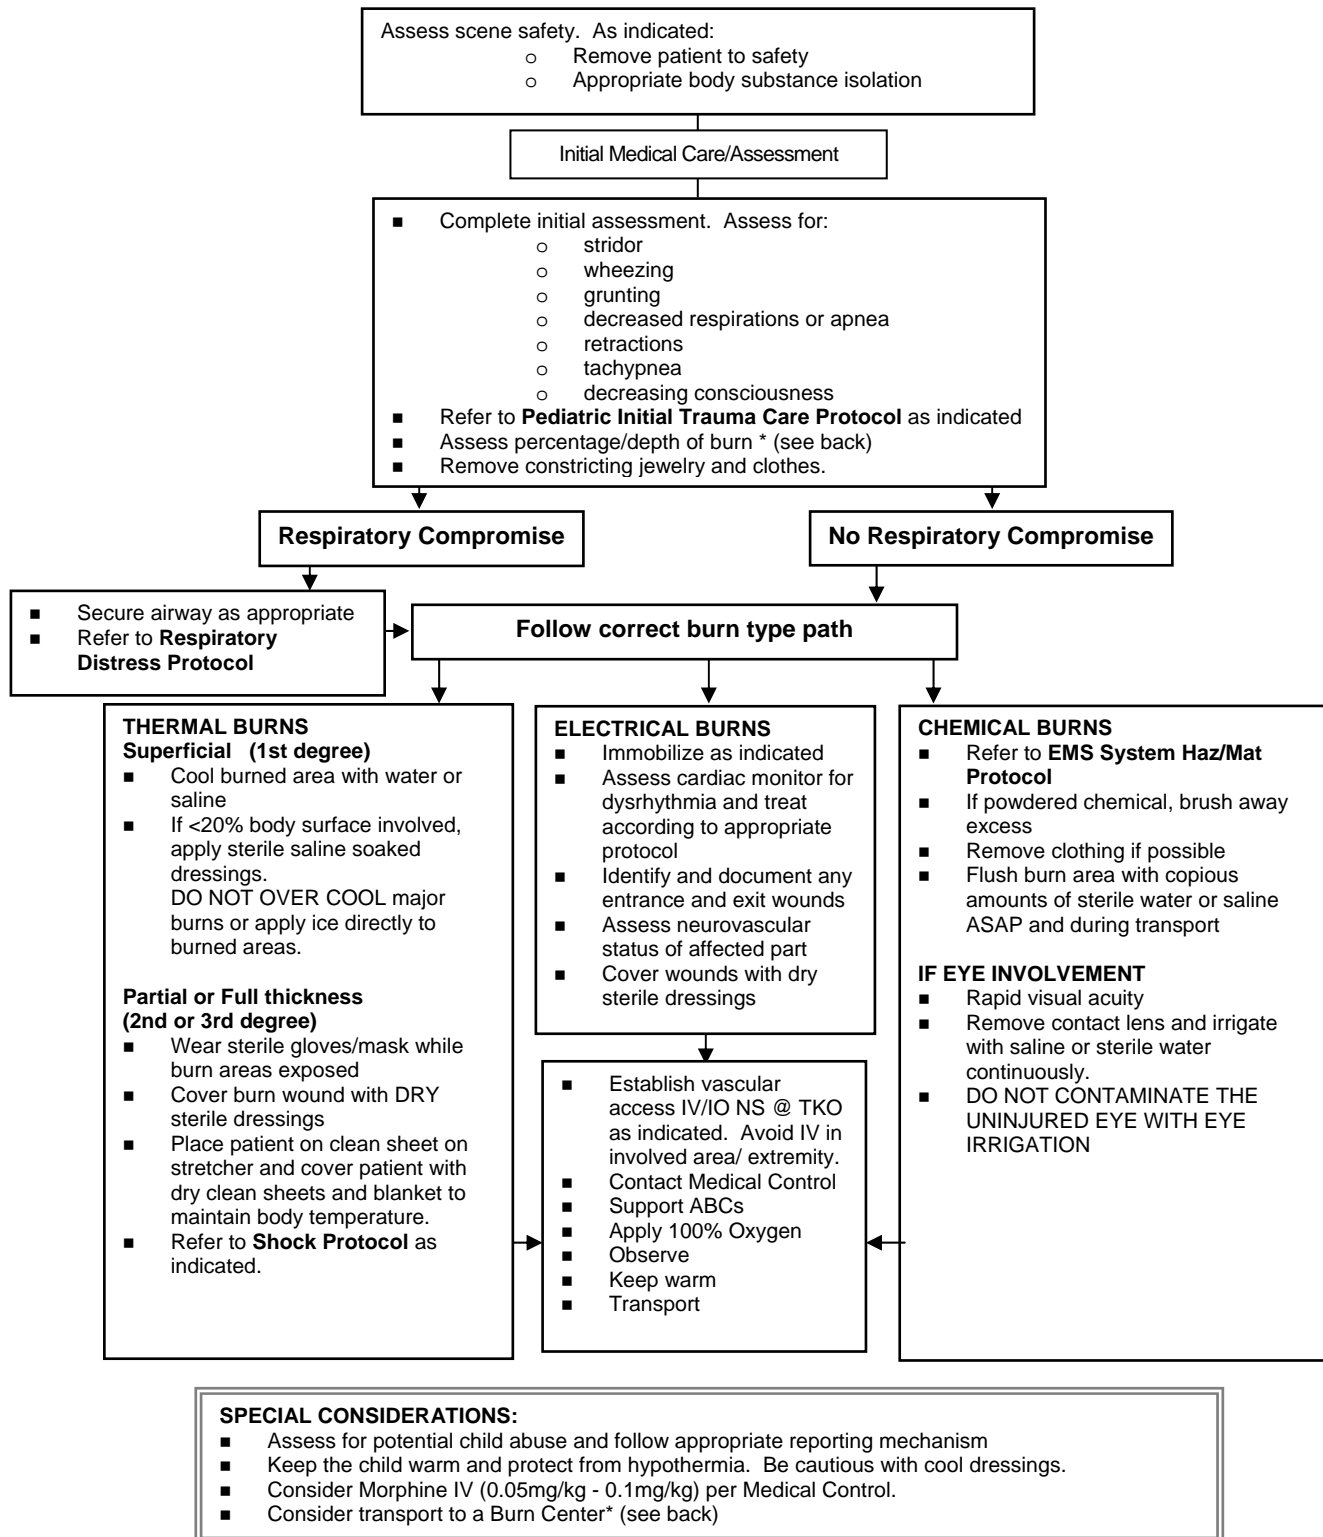 Assess scene safety.  As indicated:
o Remove patient to safety
o Appropriate body substance isolation
Initial Medical Care/Assessment
■ Complete initial assessment.  Assess for:
o stridor
o wheezing
o grunting
o decreased respirations or apnea
o retractions
o tachypnea
o decreasing consciousness
■ Refer to Pediatric Initial Trauma Care Protocol as indicated
■ Assess percentage/depth of burn * (see back)
■ Remove constricting jewelry and clothes.
Respiratory Compromise
No Respiratory Compromise
■ Secure airway as appropriate
■ Refer to Respiratory
Distress Protocol
Follow correct burn type path
THERMAL BURNS
Superficial (1st degree)
■ Cool burned area with water or
saline
■ If <20% body surface involved,
apply sterile saline soaked
dressings.
DO NOT OVER COOL major
burns or apply ice directly to
burned areas.
Partial or Full thickness
(2nd or 3rd degree)
■ Wear sterile gloves/mask while
burn areas exposed
■ Cover burn wound with DRY
sterile dressings
■ Place patient on clean sheet on
stretcher and cover patient with
dry clean sheets and blanket to
maintain body temperature.
■ Refer to Shock Protocol as
indicated.
ELECTRICAL BURNS
■ Immobilize as indicated
■ Assess cardiac monitor for
dysrhythmia and treat
according to appropriate
protocol
■ Identify and document any
entrance and exit wounds
■ Assess neurovascular
status of affected part
■ Cover wounds with dry
sterile dressings
■ Establish vascular
access IV/IO NS @ TKO
as indicated.  Avoid IV in
involved area/ extremity.
■ Contact Medical Control
■ Support ABCs
■ Apply 100% Oxygen
■ Observe
■ Keep warm
■ Transport
CHEMICAL BURNS
■ Refer to EMS System Haz/Mat
Protocol
■ If powdered chemical, brush away
excess
■ Remove clothing if possible
■ Flush burn area with copious
amounts of sterile water or saline
ASAP and during transport
IF EYE INVOLVEMENT
■ Rapid visual acuity
■ Remove contact lens and irrigate
with saline or sterile water
continuously.
■ DO NOT CONTAMINATE THE
UNINJURED EYE WITH EYE
IRRIGATION
SPECIAL CONSIDERATIONS:
■ Assess for potential child abuse and follow appropriate reporting mechanism
■ Keep the child warm and protect from hypothermia.  Be cautious with cool dressings.
■ Consider Morphine IV (0.05mg/kg - 0.1mg/kg) per Medical Control.
■ Consider transport to a Burn Center* (see back)